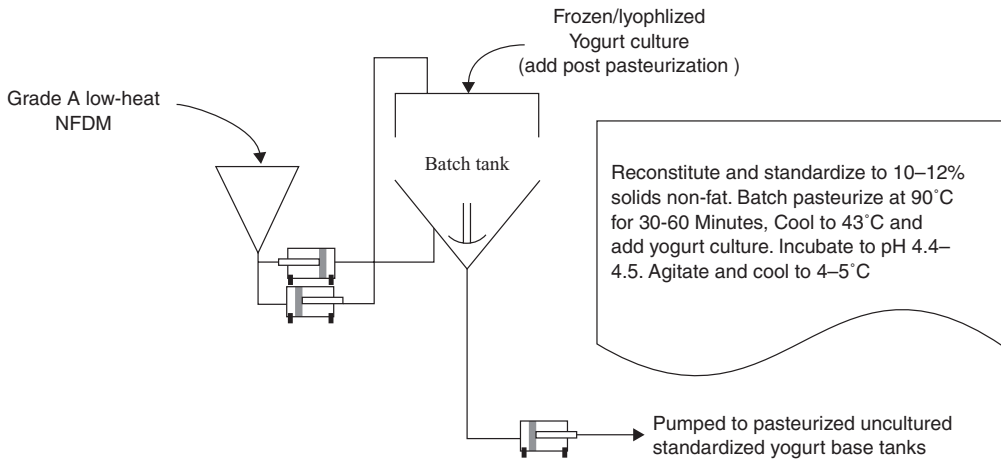 Frozen/lyophlized
Yogurt culture
(add post pasteurization )
Grade A low-heat
NFDM
Batch tank
Reconstitute and standardize to 10–12%
solids non-fat. Batch pasteurize at 90˚C
for 30-60 Minutes, Cool to 43˚C and
add yogurt culture. Incubate to pH 4.4–
4.5. Agitate and cool to 4–5˚C
Pumped to pasteurized uncultured
standardized yogurt base tanks